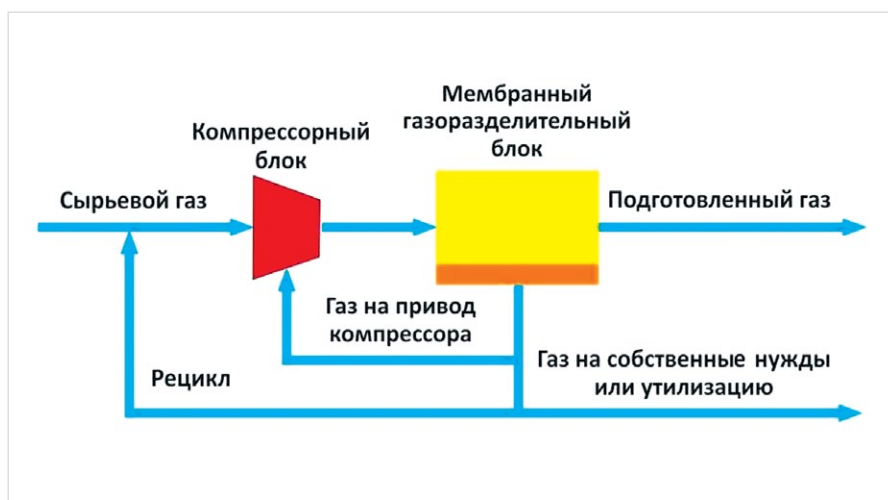 Мембранный
газоразделительный
блок
Компрессорный
блок
Сырьевой газ
Подготовленный газ
Газ на привод
компрессора
Газ на собственные нужды
или утилизацию
Рецикл